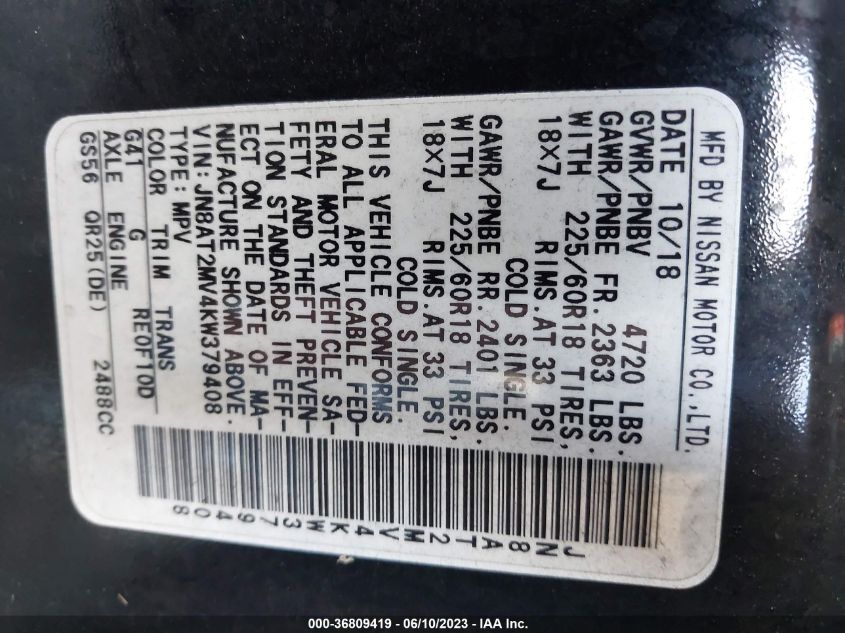 MFD BY NISSAN MOTOR CO.,LTD.
DATE 10/18
GVWR/PNBV 4720 LBS.
GAWR/PNBE FR. 2363 LBS.
WITH 225/60R18 TIRES,
18X7J RIMS.AT 33 PSI
COLD SINGLE.
GAWR/PNBE RR. 2401 LBS.
WITH 225/60R18 TIRES,
18X7J RIMS.AT 33 PSI
COLD SINGLE.
THIS VEHICLE CONFORMS
TO ALL APPLICABLE FED-
ERAL MOTOR VEHICLE SA-
FETY AND THEFT PREVEN-
TION STANDARDS IN EFF-
ECT ON THE DATE OF MA-
NUFACTURE SHOWN ABOVE.
VIN:JN8AT2MV4KW379408
TYPE:MPV
COLOR TRIM TRANS
G41 G RE0F10D
AXLE ENGINE
GS56 QR25(DE) 2488CC
JN8AT2MV4KW379408
000-36809419 - 06/10/2023 - IAA Inc.